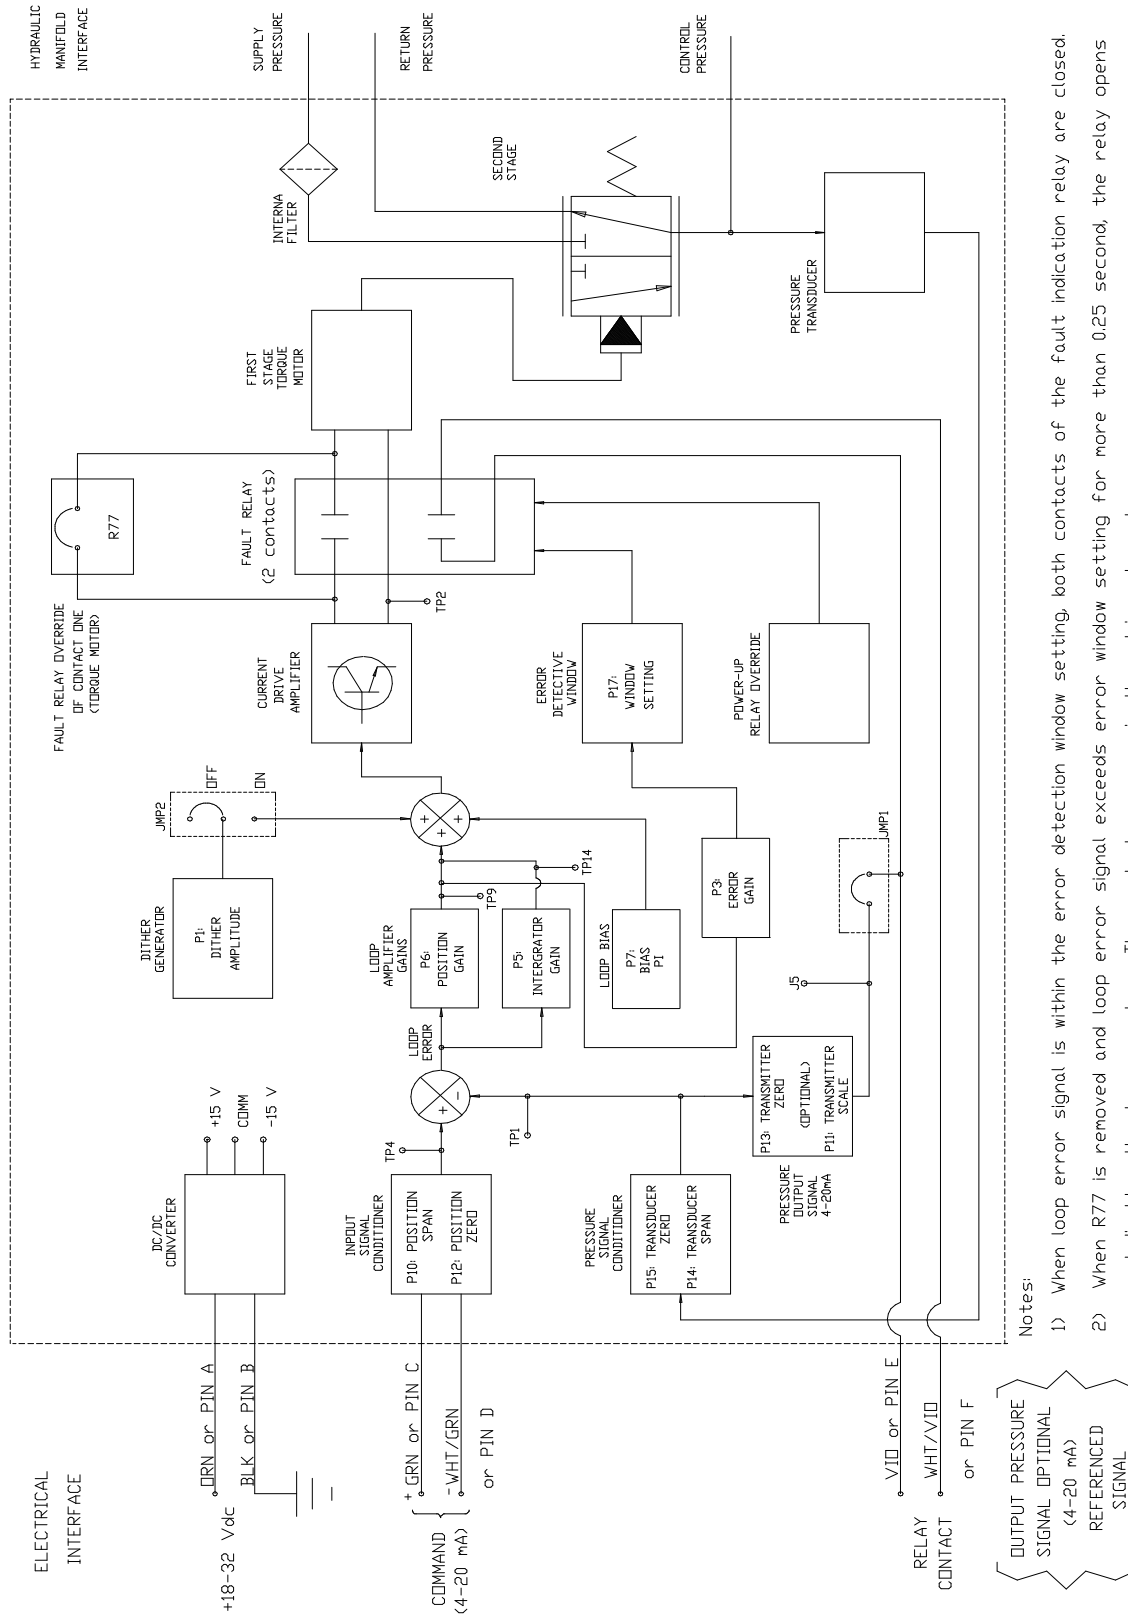 ELECTRICAL
INTERFACE
HYDRAULIC
MANIFOLD
INTERFACE
+18-32 Vdc
ORN or PIN A
BLK or PIN B
DC/DC
CONVERTER
+15 V
COMM
-15 V
DITHER
GENERATOR
P1:
DITHER
AMPLITUDE
JMP2
OFF
ON
FAULT RELAY OVERRIDE
OF CONTACT ONE
(TORQUE MOTOR)
R77
COMMAND
(4-20 mA)
+ GRN or PIN C
-WHT/GRN
or PIN D
INPOUT
SIGNAL
CONDITIONER
P10: POSITION
SPAN
P12: POSITION
ZERO
TP4
LOOP
ERROR
+
-
LOOP
AMPLIFIER
GAINS
P6:
POSITION
GAIN
P5:
INTERGRATOR
GAIN
TP9
TP14
+
+
+
CURRENT
DRIVE
AMPLIFIER
TP2
FAULT RELAY
(2 contacts)
FIRST
STAGE
TORQUE
MOTOR
INTERNA
FILTER
SUPPLY
PRESSURE
RETURN
PRESSURE
SECOND
STAGE
CONTROL
PRESSURE
LOOP BIAS
P7:
BIAS
PI
TP1
PRESSURE
SIGNAL
CONDITIONER
P15: TRANSDUCER
ZERO
P14: TRANSDUCER
SPAN
P3:
ERROR
GAIN
ERROR
DETECTIVE
WINDOW
P17:
WINDOW
SETTING
POWER-UP
RELAY OVERRIDE
PRESSURE
OUTPUT
SIGNAL
4-20mA
P13: TRANSMITTER
ZERO
(OPTIONAL)
P11: TRANSMITTER
SCALE
J5
JMP1
PRESSURE
TRANSDUCER
RELAY
CONTACT
VIO or PIN E
WHT/VIO
or PIN F
OUTPUT PRESSURE
SIGNAL OPTIONAL
(4-20 mA)
REFERENCED
SIGNAL
Notes:
1) When loop error signal is within the error detection window setting, both contacts of the fault indication relay are closed.
2) When R77 is removed and loop error signal exceeds error window setting for more than 0.25 second, the relay opens